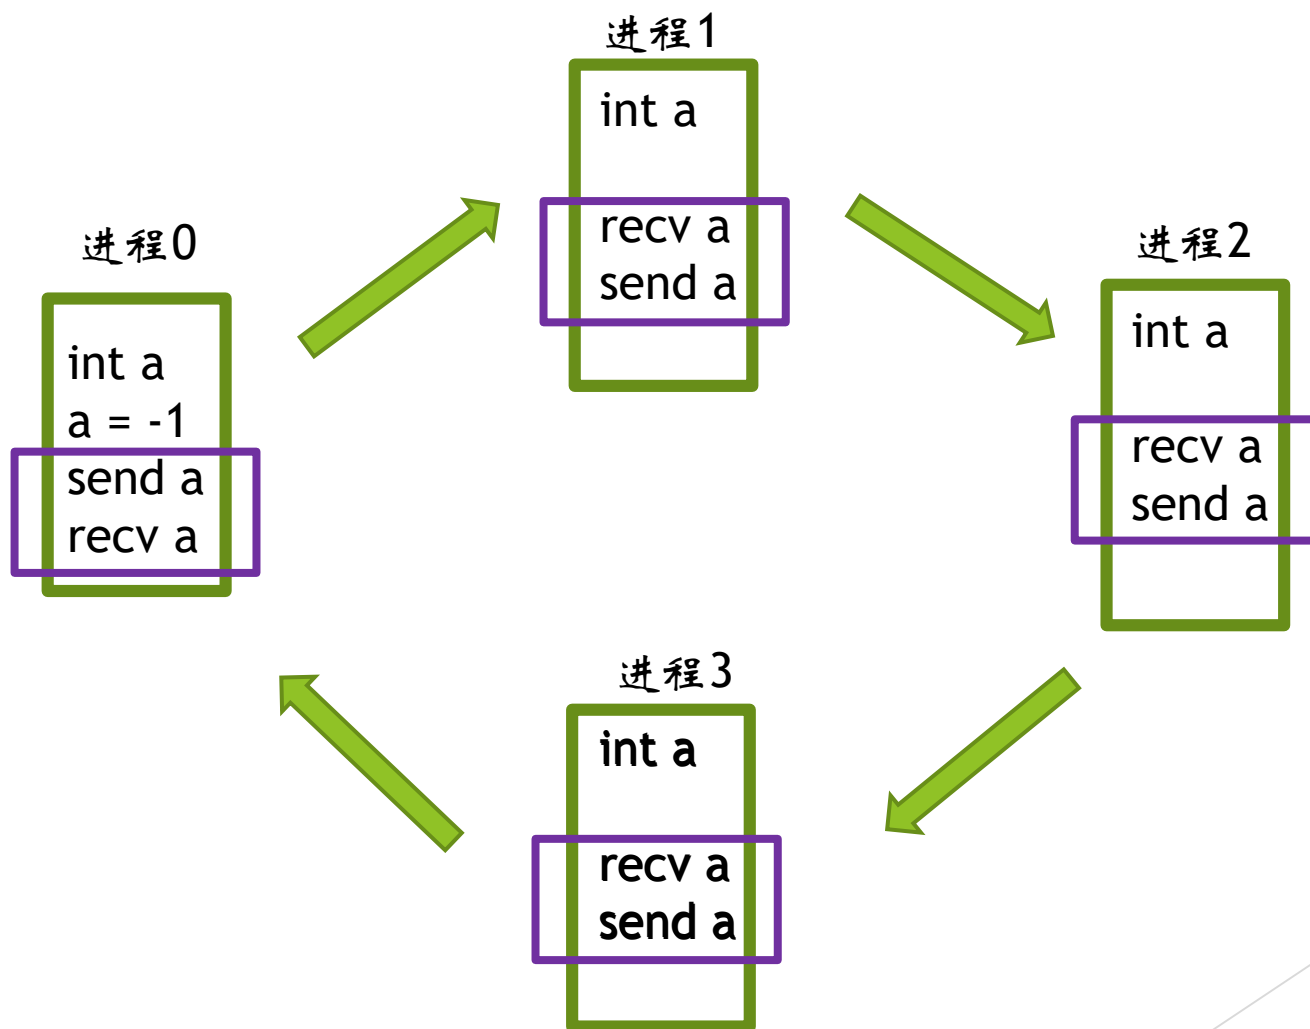 进程1
int a
recv a
send a
进程0
int a
a = -1
send a
recv a
进程2
int a
recv a
send a
进程3
int a
recv a
send a